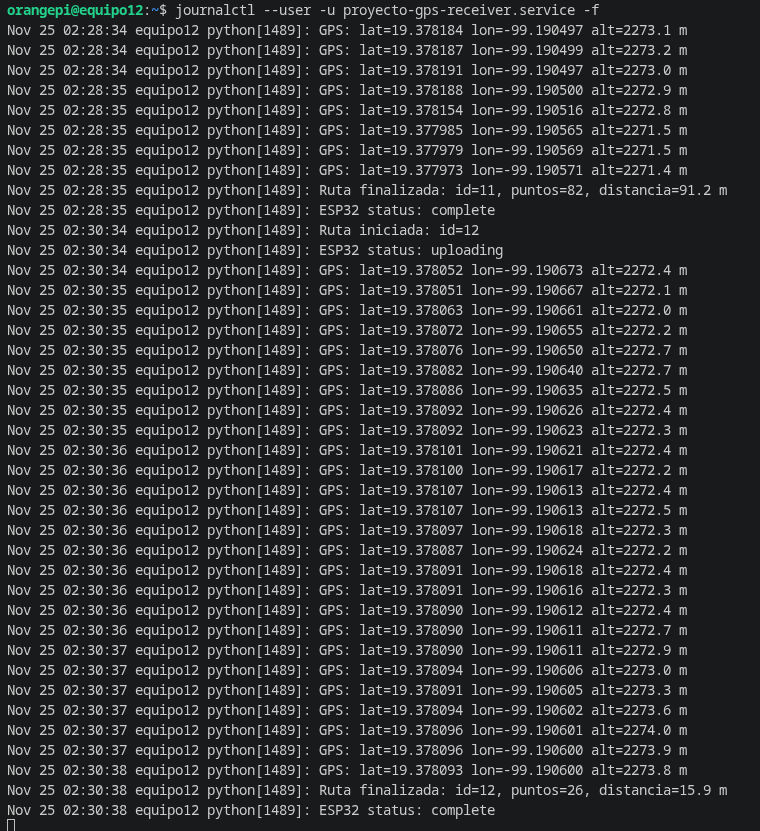 orangepi@equipo12:~$ journalctl --user -u proyecto-gps-receiver.service -f
Nov 25 02:28:34 equipo12 python[1489]: GPS: lat=19.378184 lon=-99.190497 alt=2273.1 m
Nov 25 02:28:34 equipo12 python[1489]: GPS: lat=19.378187 lon=-99.190499 alt=2273.2 m
Nov 25 02:28:34 equipo12 python[1489]: GPS: lat=19.378191 lon=-99.190497 alt=2273.0 m
Nov 25 02:28:35 equipo12 python[1489]: GPS: lat=19.378188 lon=-99.190500 alt=2272.9 m
Nov 25 02:28:35 equipo12 python[1489]: GPS: lat=19.378154 lon=-99.190516 alt=2272.8 m
Nov 25 02:28:35 equipo12 python[1489]: GPS: lat=19.377985 lon=-99.190565 alt=2271.5 m
Nov 25 02:28:35 equipo12 python[1489]: GPS: lat=19.377979 lon=-99.190569 alt=2271.5 m
Nov 25 02:28:35 equipo12 python[1489]: GPS: lat=19.377973 lon=-99.190571 alt=2271.4 m
Nov 25 02:28:35 equipo12 python[1489]: Ruta finalizada: id=11, puntos=82, distancia=91.2 m
Nov 25 02:28:35 equipo12 python[1489]: ESP32 status: complete
Nov 25 02:30:34 equipo12 python[1489]: Ruta iniciada: id=12
Nov 25 02:30:34 equipo12 python[1489]: ESP32 status: uploading
Nov 25 02:30:34 equipo12 python[1489]: GPS: lat=19.378052 lon=-99.190673 alt=2272.4 m
Nov 25 02:30:35 equipo12 python[1489]: GPS: lat=19.378051 lon=-99.190667 alt=2272.1 m
Nov 25 02:30:35 equipo12 python[1489]: GPS: lat=19.378063 lon=-99.190661 alt=2272.0 m
Nov 25 02:30:35 equipo12 python[1489]: GPS: lat=19.378072 lon=-99.190655 alt=2272.2 m
Nov 25 02:30:35 equipo12 python[1489]: GPS: lat=19.378076 lon=-99.190650 alt=2272.7 m
Nov 25 02:30:35 equipo12 python[1489]: GPS: lat=19.378082 lon=-99.190640 alt=2272.7 m
Nov 25 02:30:35 equipo12 python[1489]: GPS: lat=19.378086 lon=-99.190635 alt=2272.5 m
Nov 25 02:30:35 equipo12 python[1489]: GPS: lat=19.378092 lon=-99.190626 alt=2272.4 m
Nov 25 02:30:35 equipo12 python[1489]: GPS: lat=19.378092 lon=-99.190623 alt=2272.3 m
Nov 25 02:30:36 equipo12 python[1489]: GPS: lat=19.378101 lon=-99.190621 alt=2272.4 m
Nov 25 02:30:36 equipo12 python[1489]: GPS: lat=19.378100 lon=-99.190617 alt=2272.2 m
Nov 25 02:30:36 equipo12 python[1489]: GPS: lat=19.378107 lon=-99.190613 alt=2272.4 m
Nov 25 02:30:36 equipo12 python[1489]: GPS: lat=19.378107 lon=-99.190613 alt=2272.5 m
Nov 25 02:30:36 equipo12 python[1489]: GPS: lat=19.378097 lon=-99.190618 alt=2272.3 m
Nov 25 02:30:36 equipo12 python[1489]: GPS: lat=19.378087 lon=-99.190624 alt=2272.2 m
Nov 25 02:30:36 equipo12 python[1489]: GPS: lat=19.378091 lon=-99.190618 alt=2272.4 m
Nov 25 02:30:36 equipo12 python[1489]: GPS: lat=19.378091 lon=-99.190616 alt=2272.3 m
Nov 25 02:30:36 equipo12 python[1489]: GPS: lat=19.378090 lon=-99.190612 alt=2272.4 m
Nov 25 02:30:36 equipo12 python[1489]: GPS: lat=19.378090 lon=-99.190611 alt=2272.7 m
Nov 25 02:30:37 equipo12 python[1489]: GPS: lat=19.378090 lon=-99.190611 alt=2272.9 m
Nov 25 02:30:37 equipo12 python[1489]: GPS: lat=19.378094 lon=-99.190606 alt=2273.0 m
Nov 25 02:30:37 equipo12 python[1489]: GPS: lat=19.378091 lon=-99.190605 alt=2273.3 m
Nov 25 02:30:37 equipo12 python[1489]: GPS: lat=19.378094 lon=-99.190602 alt=2273.6 m
Nov 25 02:30:37 equipo12 python[1489]: GPS: lat=19.378096 lon=-99.190601 alt=2274.0 m
Nov 25 02:30:37 equipo12 python[1489]: GPS: lat=19.378096 lon=-99.190600 alt=2273.9 m
Nov 25 02:30:38 equipo12 python[1489]: GPS: lat=19.378093 lon=-99.190600 alt=2273.8 m
Nov 25 02:30:38 equipo12 python[1489]: Ruta finalizada: id=12, puntos=26, distancia=15.9 m
Nov 25 02:30:38 equipo12 python[1489]: ESP32 status: complete